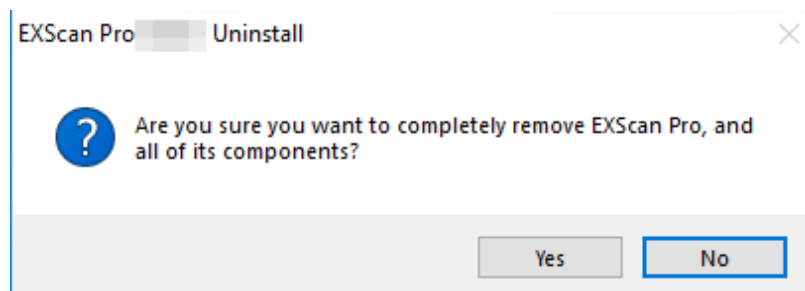 EXScan Pro Uninstall
Are you sure you want to completely remove EXScan Pro, and
all of its components?
Yes
No